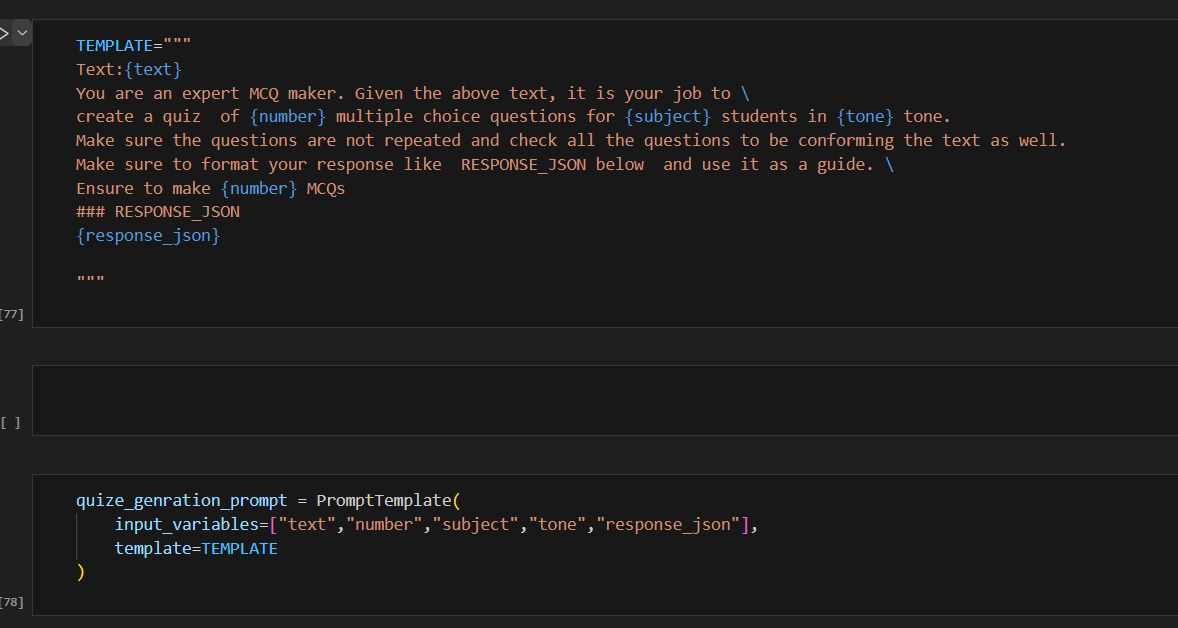 TEMPLATE="""
Text:{text}
You are an expert MCQ maker. Given the above text, it is your job to \
create a quiz  of {number} multiple choice questions for {subject} students in {tone} tone.
Make sure the questions are not repeated and check all the questions to be conforming the text as well.
Make sure to format your response like  RESPONSE_JSON below  and use it as a guide. \
Ensure to make {number} MCQs
### RESPONSE_JSON
{response_json}
"""
[77]
[ ]
quize_genration_prompt = PromptTemplate(
    input_variables=["text","number","subject","tone","response_json"],
    template=TEMPLATE
)
[78]